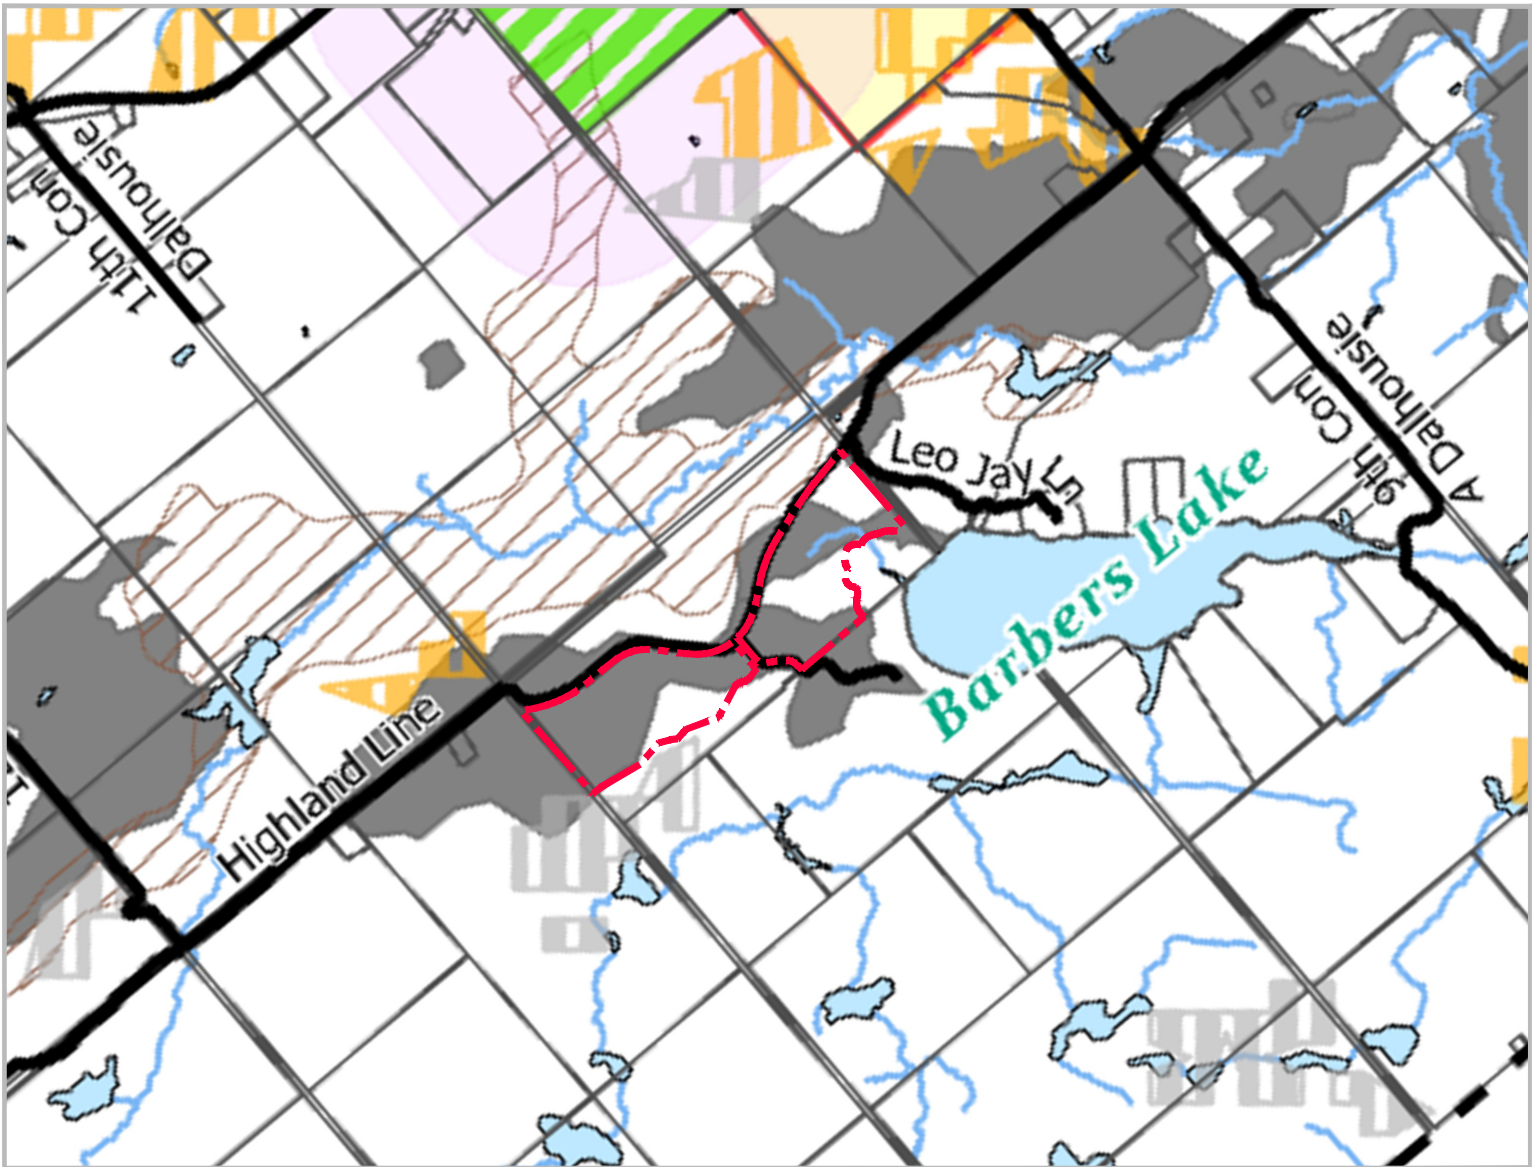 11th Con
Dalhousie
Leo Jay Ln
9th Con
A Dalhousie
Barbers Lake
Highland Line